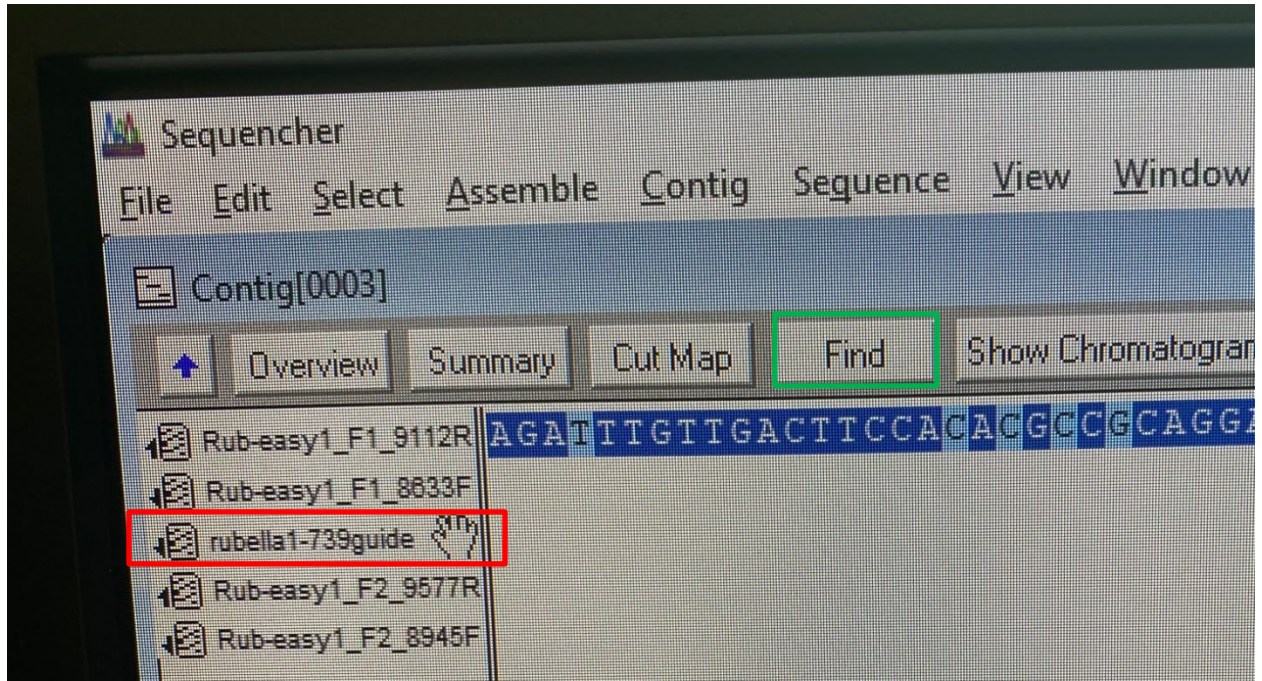 Sequencher
File Edit Select Assemble Contig Sequence View Window
Contig[0003]
Overview Summary Cut Map Find Show Chromatogram
Rub-easy1_F1_9112R AGATTTGTTGACTTCCACACGCCGCAGGA
Rub-easy1_F1_8633F
rubella1-739guide
Rub-easy1_F2_9577R
Rub-easy1_F2_8945F